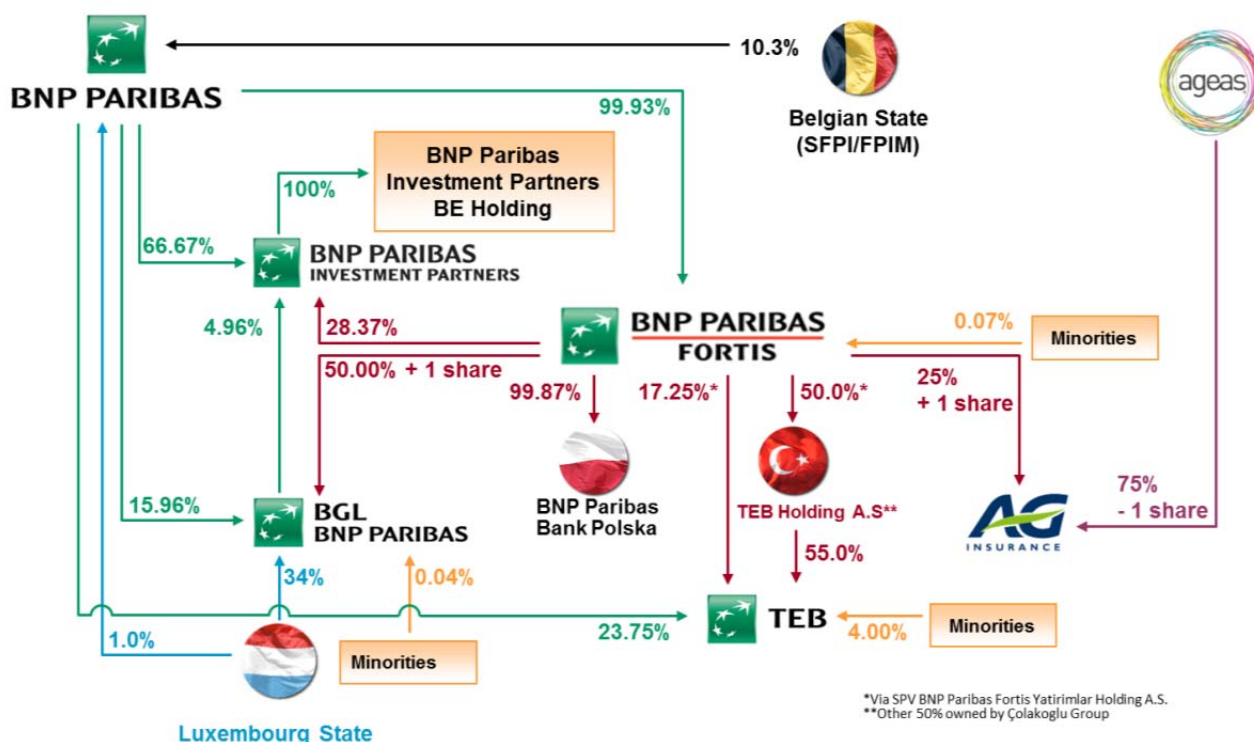 BNP PARIBAS
10.3%
Belgian State
(SFPI/FPIM)
ageas
99.93%
BNP Paribas
Investment Partners
BE Holding
100%
66.67%
BNP PARIBAS
INVESTMENT PARTNERS
4.96%
28.37%
50.00% + 1 share
BNP PARIBAS
FORTIS
0.07%
Minorities
99.87%
17.25%*
50.0%*
25%
+ 1 share
BNP Paribas
Bank Polska
TEB Holding A.S**
75%
- 1 share
AG
INSURANCE
15.96%
BGL
BNP PARIBAS
55.0%
34%
0.04%
TEB
23.75%
4.00%
Minorities
1.0%
Minorities
Luxembourg State
*Via SPV BNP Paribas Fortis Yatirimlar Holding A.S.
**Other 50% owned by Çolakoglu Group